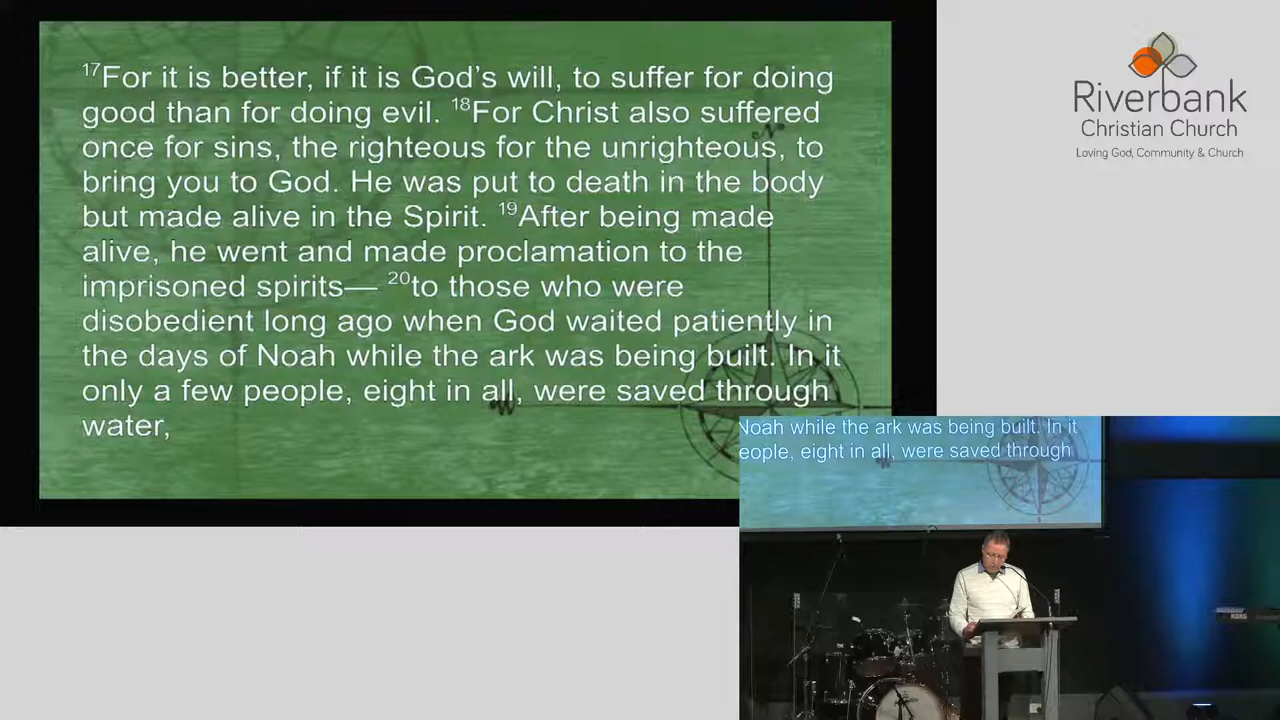 ¹⁷For it is better, if it is God’s will, to suffer for doing
good than for doing evil. ¹⁸For Christ also suffered
once for sins, the righteous for the unrighteous, to
bring you to God. He was put to death in the body
but made alive in the Spirit. ¹⁹After being made
alive, he went and made proclamation to the
imprisoned spirits— ²⁰to those who were
disobedient long ago when God waited patiently in
the days of Noah while the ark was being built. In it
only a few people, eight in all, were saved through
water,
N
W
Riverbank
Christian Church
Loving God, Community & Church
Noah while the ark was being built. In it
eople, eight in all, were saved through
KORG